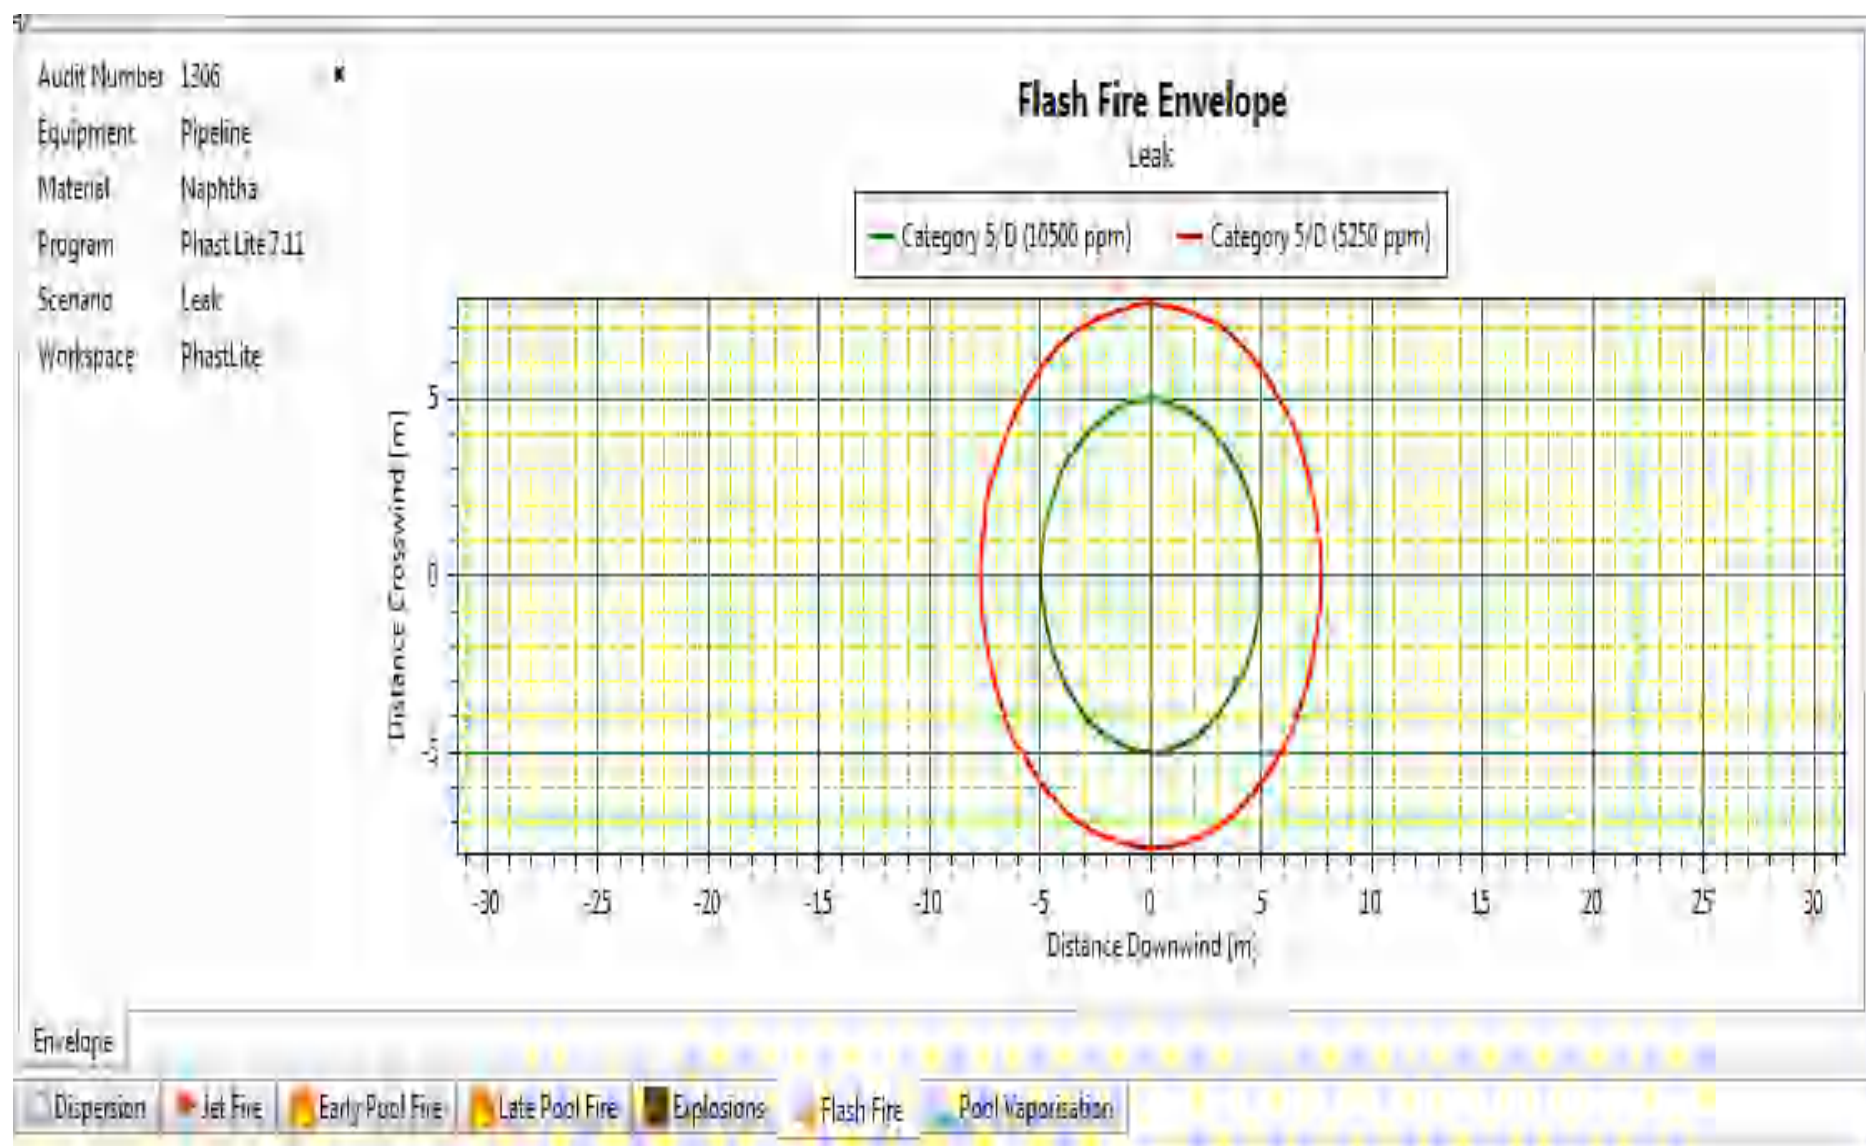 Audit Number 1306
Equipment Pipeline
Material Naphtha
Program Phast Lite 7.11
Scenario Leak
Workspace PhastLite
Flash Fire Envelope
Leak
Category 5/D (10500 ppm) Category 5/D (5250 ppm)
Distance Crosswind [m]
5
0
-5
-30 -25 -20 -15 -10 -5 0 5 10 15 20 25 30
Distance Downwind [m]
Envelope
Dispersion Jet Fire Early Pool Fire Late Pool Fire Explosions Flash Fire Pool Vaporisation